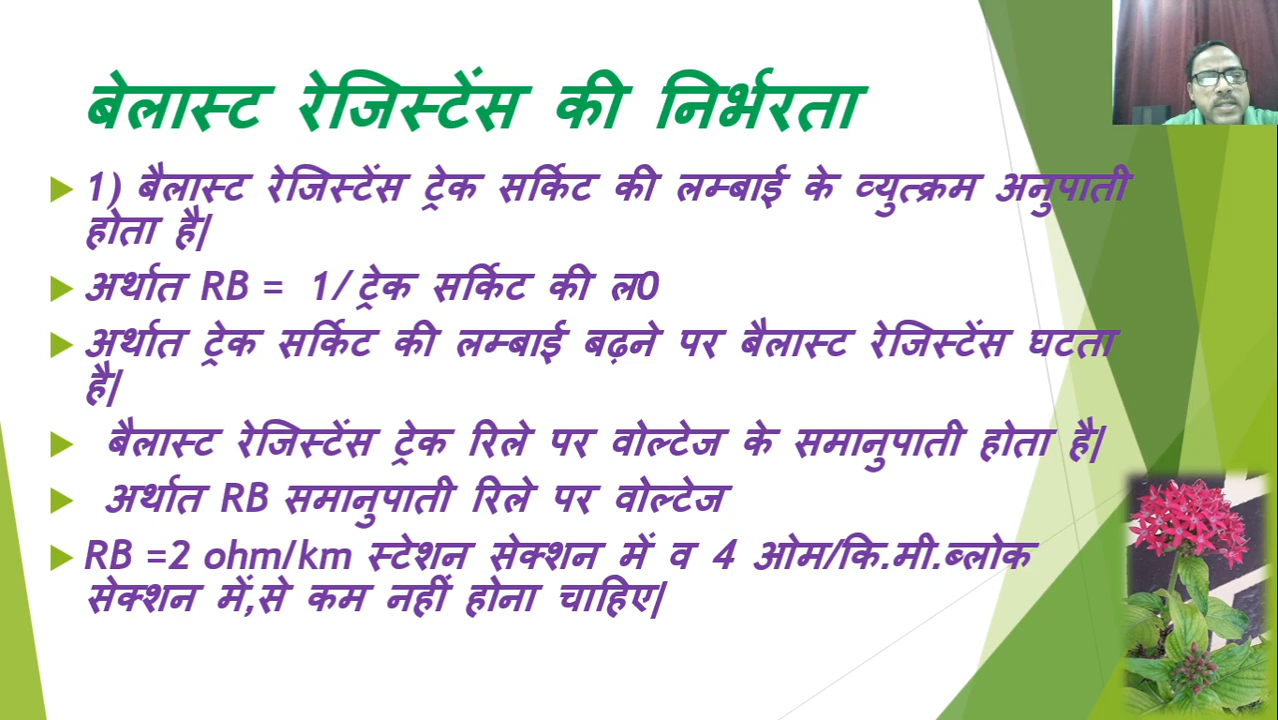 बेलास्ट रेजिस्टेंस की निर्भरता
1) बैलास्ट रेजिस्टेंस ट्रेक सर्किट की लम्बाई के व्युत्क्रम अनुपाती
होता है|
अर्थात RB = 1/ट्रेक सर्किट की ल0
अर्थात ट्रेक सर्किट की लम्बाई बढ़ने पर बैलास्ट रेजिस्टेंस घटता
है|
बैलास्ट रेजिस्टेंस ट्रेक रिले पर वोल्टेज के समानुपाती होता है|
अर्थात RB समानुपाती रिले पर वोल्टेज
RB =2 ohm/km स्टेशन सेक्शन में व 4 ओम/कि.मी.ब्लोक
सेक्शन में,से कम नहीं होना चाहिए|